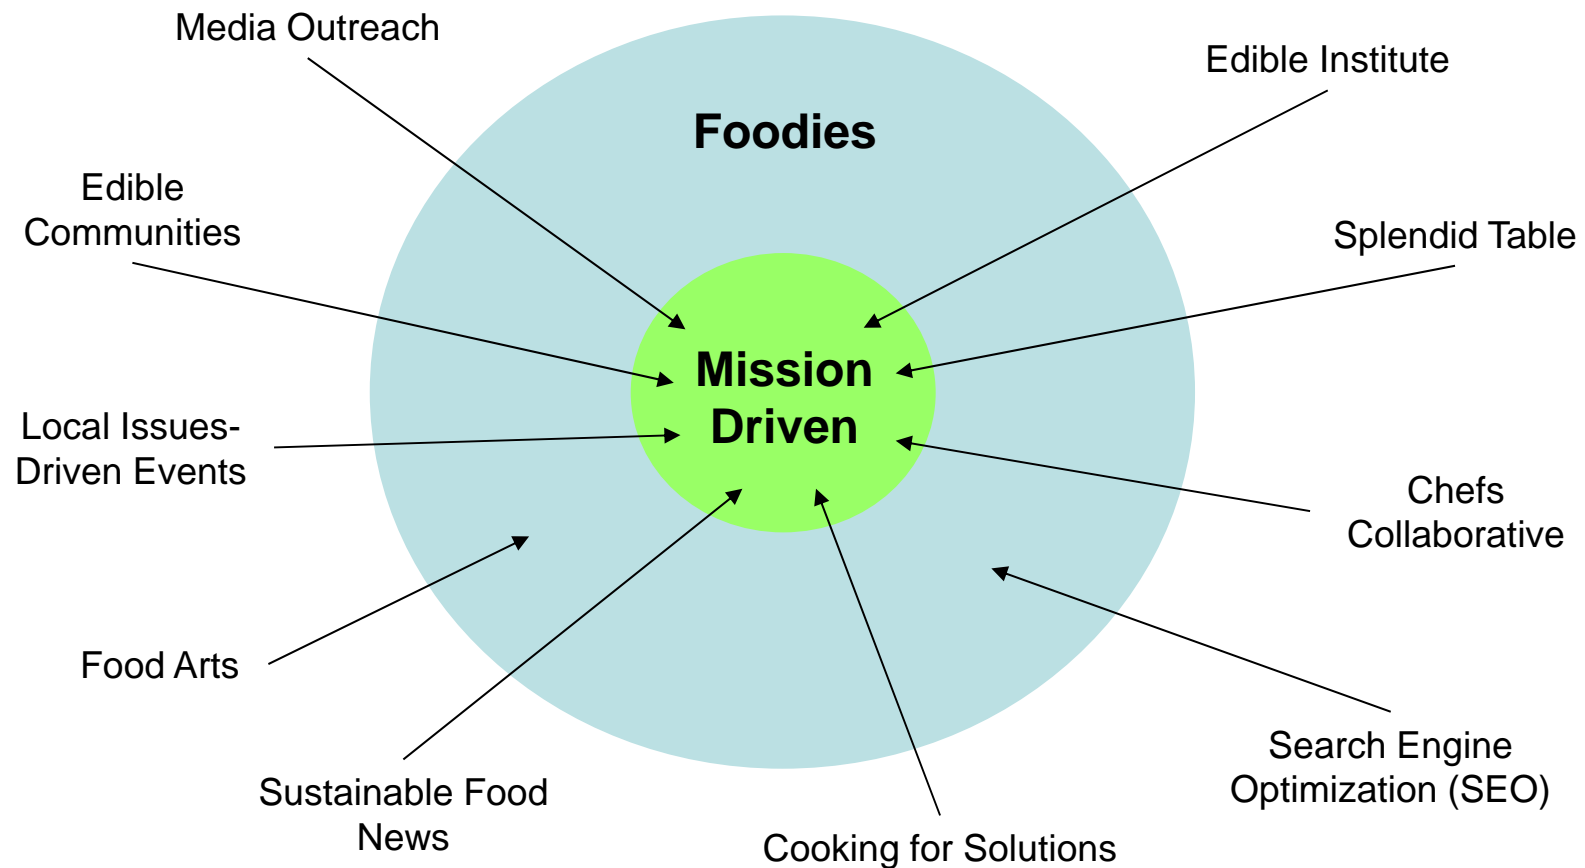 Media Outreach
Edible Institute
Foodies
Edible
Communities
Splendid Table
Mission
Driven
Local Issues-
Driven Events
Chefs
Collaborative
Food Arts
Search Engine
Optimization (SEO)
Sustainable Food
News
Cooking for Solutions